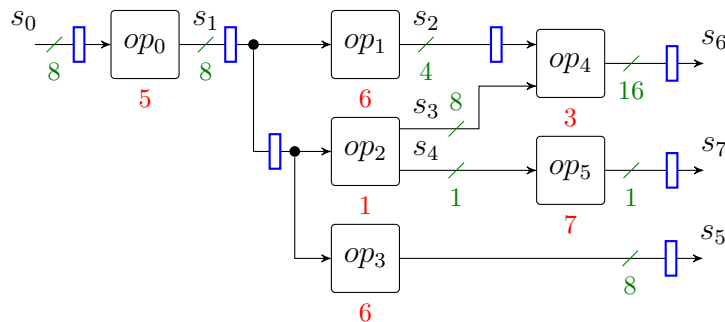 s₀ s₁ s₂ s₆
op₀ op₁ op₄
8 8 4 16
5 6 s₃ 8 3
s₄ s₇
op₂ op₅
1 1 1
7
s₅
op₃
8
6